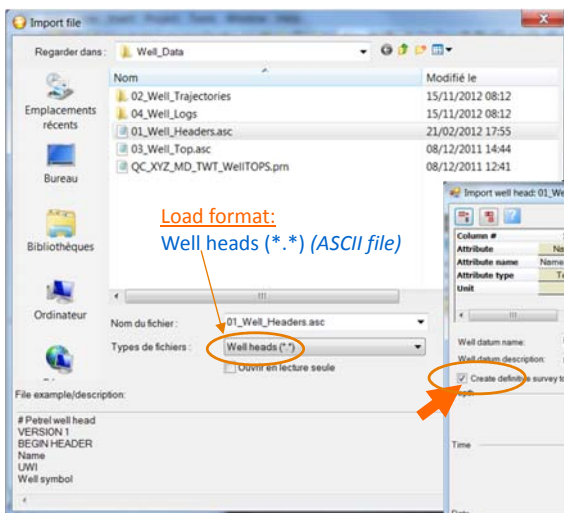 Import file
Regarder dans :
Well_Data
Nom
Modifié le
02_Well_Trajectories
15/11/2012 08:12
04_Well_Logs
15/11/2012 08:12
01_Well_Headers.asc
21/02/2012 17:55
03_Well_Top.asc
08/12/2011 14:44
QC_XYZ_MD_TWT_WellTOPS.prn
08/12/2011 12:41
Emplacements
récents
Bureau
Bibliothèques
Ordinateur
Load format:
Well heads (*.*) (ASCII file)
Nom du fichier :
01_Well_Headers.asc
Types de fichiers :
Well heads (*.*)
Ouvrir en lecture seule
File example/description:
# Petrel well head
VERSION 1
BEGIN HEADER
Name
UWI
Well symbol
Import well head: 01_We
Column #
Attribute
Na
Attribute name
Name
Attribute type
Te
Unit
Well datum name:
Well datum description:
Create definitive survey to
Time